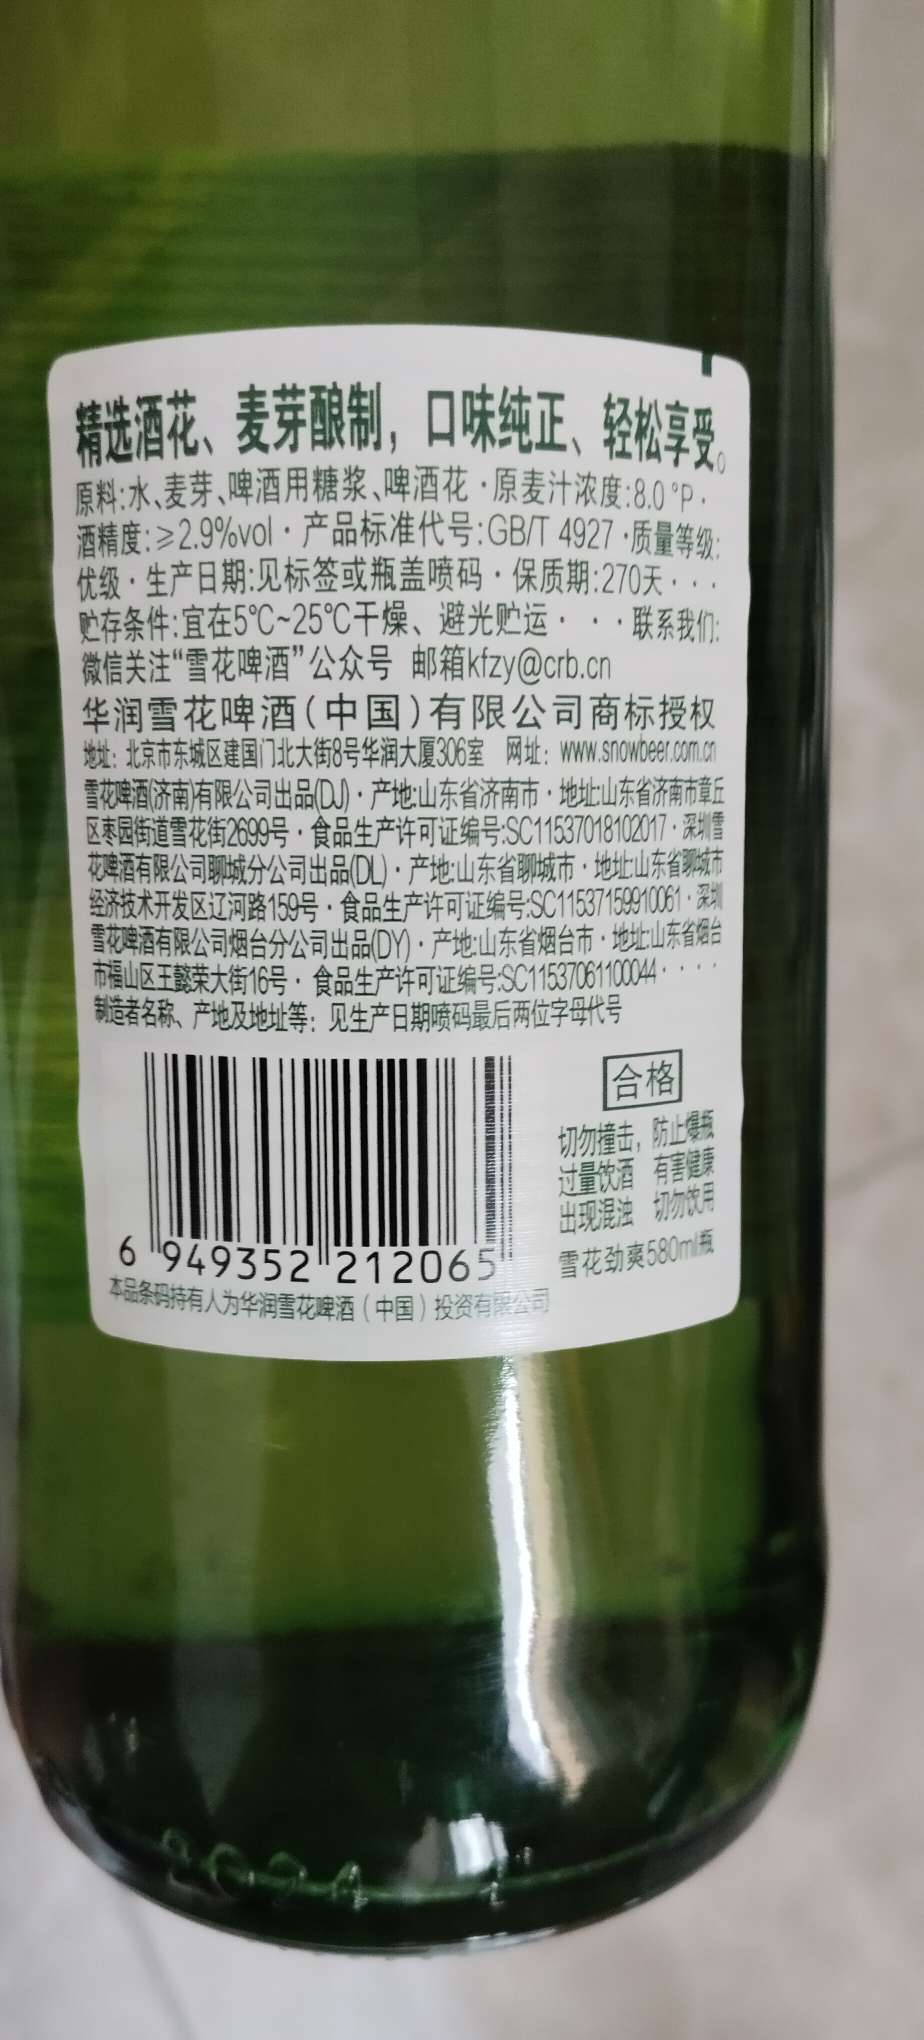 精选酒花、麦芽酿制，口味纯正、轻松享受。
原料:水、麦芽、啤酒用糖浆、啤酒花·原麦汁浓度:8.0°P·
酒精度:≥2.9%vol·产品标准代号:GB/T 4927·质量等级:
优级·生产日期:见标签或瓶盖喷码·保质期:270天···
贮存条件:宜在5℃~25℃干燥、避光贮运···联系我们:
微信关注“雪花啤酒”公众号 邮箱kfzy@crb.cn
华润雪花啤酒(中国)有限公司商标授权
地址: 北京市东城区建国门北大街8号华润大厦306室 网址: www.snowbeer.com.cn
雪花啤酒(济南)有限公司出品(DJ)·产地:山东省济南市·地址:山东省济南市章丘
区枣园街道雪花街2699号·食品生产许可证编号:SC11537018102017·深圳雪
花啤酒有限公司聊城分公司出品(DL)·产地:山东省聊城市·地址:山东省聊城市
经济技术开发区辽河路159号·食品生产许可证编号:SC11537159910061·深圳
雪花啤酒有限公司烟台分公司出品(DY)·产地:山东省烟台市·地址:山东省烟台
市福山区王懿荣大街16号·食品生产许可证编号:SC11537061100044····
制造者名称、产地及地址等: 见生产日期喷码最后两位字母代号
合格
切勿撞击, 防止爆瓶
过量饮酒 有害健康
出现混浊 切勿饮用
雪花劲爽580ml瓶
6 949352 212065
本品条码持有人为华润雪花啤酒(中国)投资有限公司